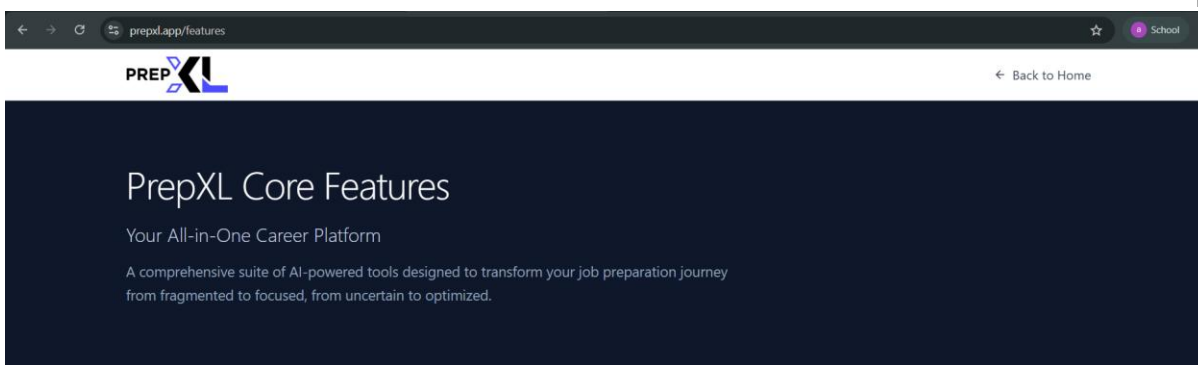 prepxl.app/features
School
PREPXL
← Back to Home
PrepXL Core Features
Your All-in-One Career Platform
A comprehensive suite of AI-powered tools designed to transform your job preparation journey
from fragmented to focused, from uncertain to optimized.